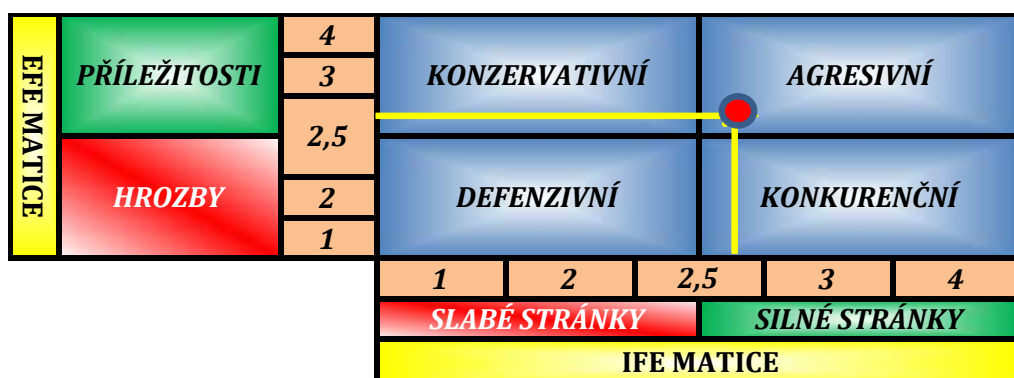 EFE MATICE
PŘÍLEŽITOSTI
HROZBY
4
3
2,5
2
1
KONZERVATIVNÍ
AGRESIVNÍ
DEFENZIVNÍ
KONKURENČNÍ
1 2 2,5 3 4
SLABÉ STRÁNKY SILNÉ STRÁNKY
IFE MATICE